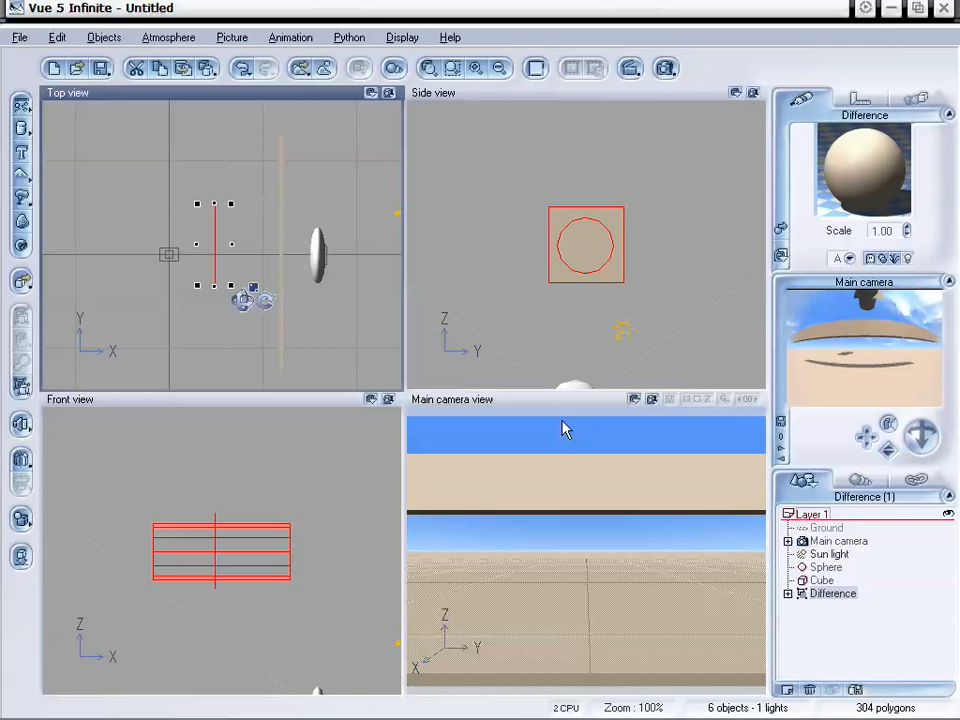 Vue 5 Infinite - Untitled
File Edit Objects Atmosphere Picture Animation Python Display Help
Top view
Side view
Y
X
Z
Y
Front view
Main camera view
Z
X
Z
Y
X
Difference
Scale 1.00
A
Main camera
0
Difference (1)
Layer 1
Ground
Main camera
Sun light
Sphere
Cube
Difference
2 CPU Zoom : 100% 6 objects - 1 lights 304 polygons